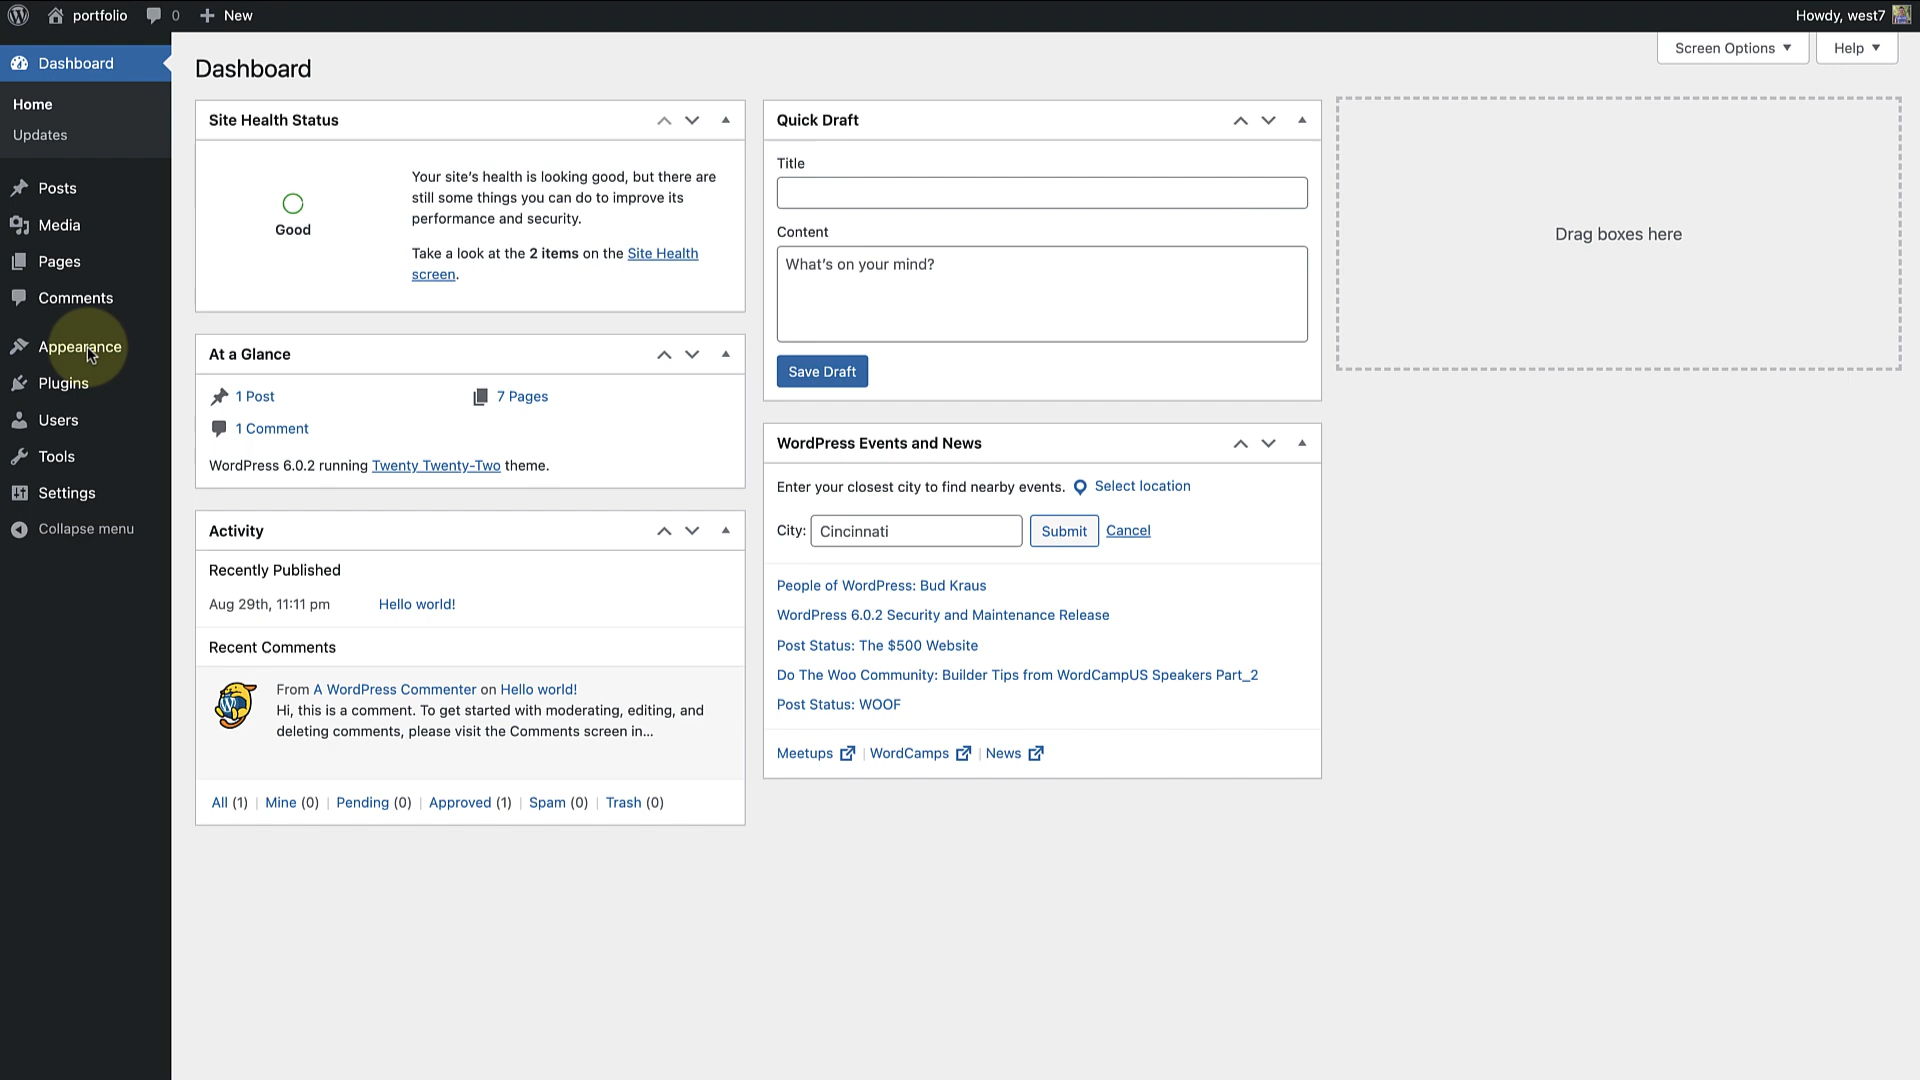 portfolio
0
New
Howdy, west7
Dashboard
Home
Updates
Posts
Media
Pages
Comments
Appearance
Plugins
Users
Tools
Settings
Collapse menu
Screen Options
Help
Dashboard
Site Health Status
Good
Your site's health is looking good, but there are
still some things you can do to improve its
performance and security.
Take a look at the 2 items on the Site Health
screen.
At a Glance
1 Post
7 Pages
1 Comment
WordPress 6.0.2 running Twenty Twenty-Two theme.
Activity
Recently Published
Aug 29th, 11:11 pm
Hello world!
Recent Comments
From A WordPress Commenter on Hello world!
Hi, this is a comment. To get started with moderating, editing, and
deleting comments, please visit the Comments screen in...
All (1) | Mine (0) | Pending (0) | Approved (1) | Spam (0) | Trash (0)
Quick Draft
Title
Content
What's on your mind?
Save Draft
WordPress Events and News
Enter your closest city to find nearby events. Select location
City: Cincinnati Submit Cancel
People of WordPress: Bud Kraus
WordPress 6.0.2 Security and Maintenance Release
Post Status: The $500 Website
Do The Woo Community: Builder Tips from WordCampUS Speakers Part_2
Post Status: WOOF
Meetups | WordCamps | News
Drag boxes here